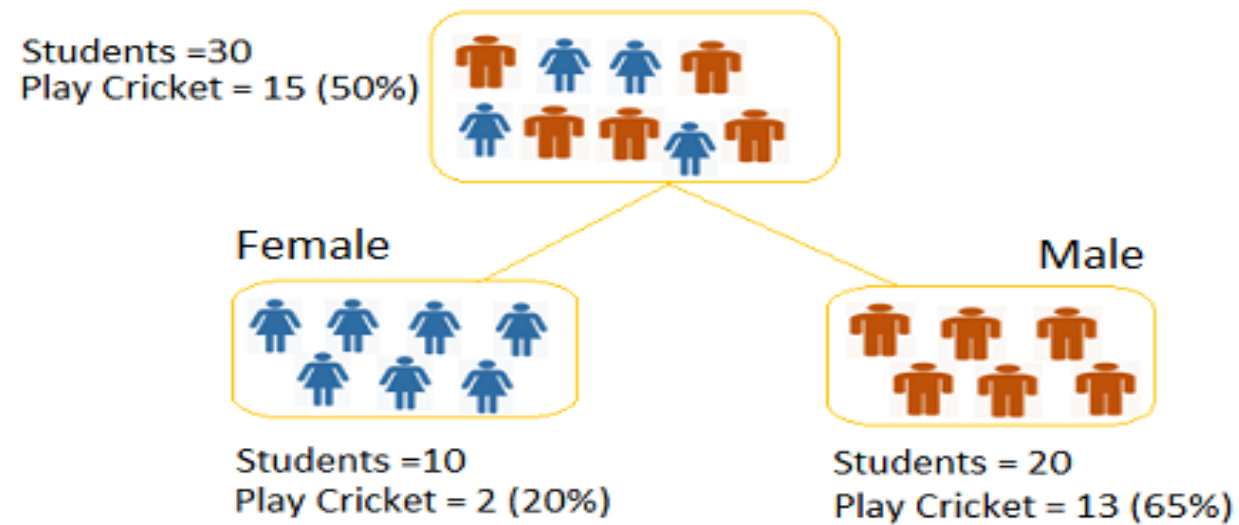 Students =30
Play Cricket = 15 (50%)
Female
Male
Students =10
Play Cricket = 2 (20%)
Students = 20
Play Cricket = 13 (65%)